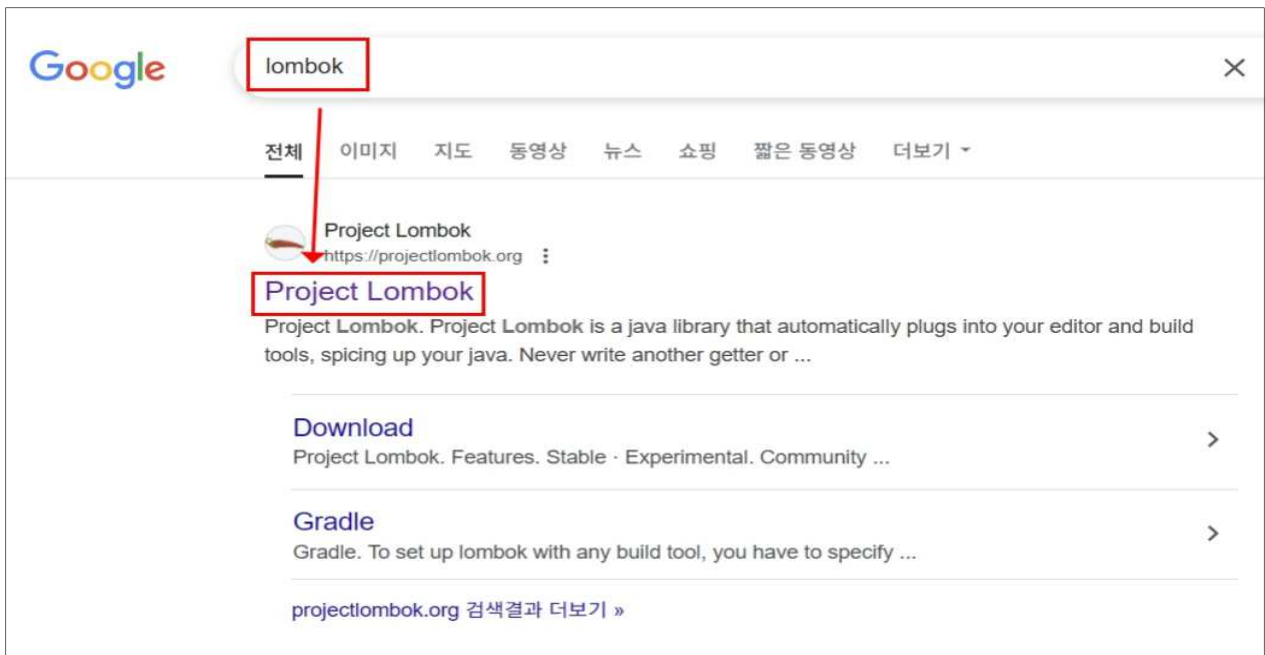 Google
lombok
전체 이미지 지도 동영상 뉴스 쇼핑 짧은 동영상 더보기
Project Lombok
https://projectlombok.org
Project Lombok
Project Lombok. Project Lombok is a java library that automatically plugs into your editor and build
tools, spicing up your java. Never write another getter or ...
Download
Project Lombok. Features. Stable · Experimental. Community ...
Gradle
Gradle. To set up lombok with any build tool, you have to specify ...
projectlombok.org 검색결과 더보기 »